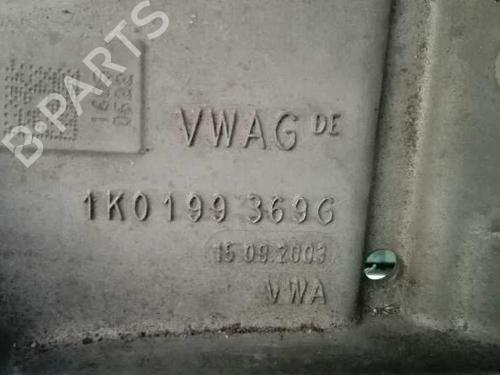 B-PARTS
VWAG DE
1K0 199 369G
15.09.2003
VWA